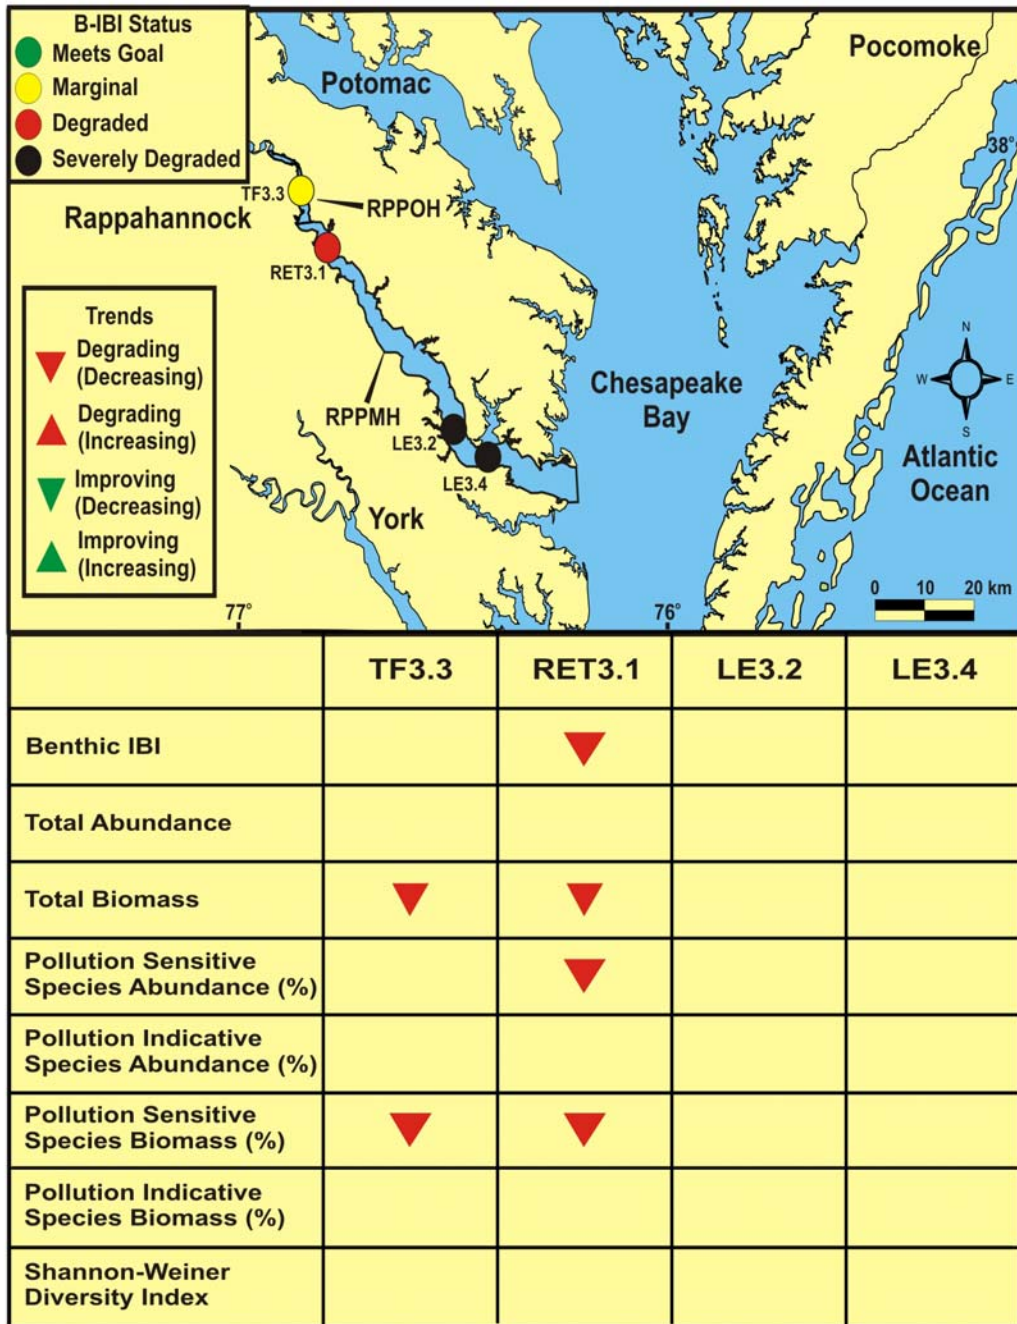 B-IBI Status
Meets Goal
Marginal
Degraded
Severely Degraded
Potomac
Pocomoke
38°
TF3.3
RPPOH
Rappahannock
RET3.1
Trends
Degrading
(Decreasing)
Degrading
(Increasing)
Improving
(Decreasing)
Improving
(Increasing)
RPPMH
LE3.2
LE3.4
York
Chesapeake
Bay
N
W
E
S
Atlantic
Ocean
0 10 20 km
77°
76°
TF3.3 RET3.1 LE3.2 LE3.4
Benthic IBI
Total Abundance
Total Biomass
Pollution Sensitive
Species Abundance (%)
Pollution Indicative
Species Abundance (%)
Pollution Sensitive
Species Biomass (%)
Pollution Indicative
Species Biomass (%)
Shannon-Weiner
Diversity Index